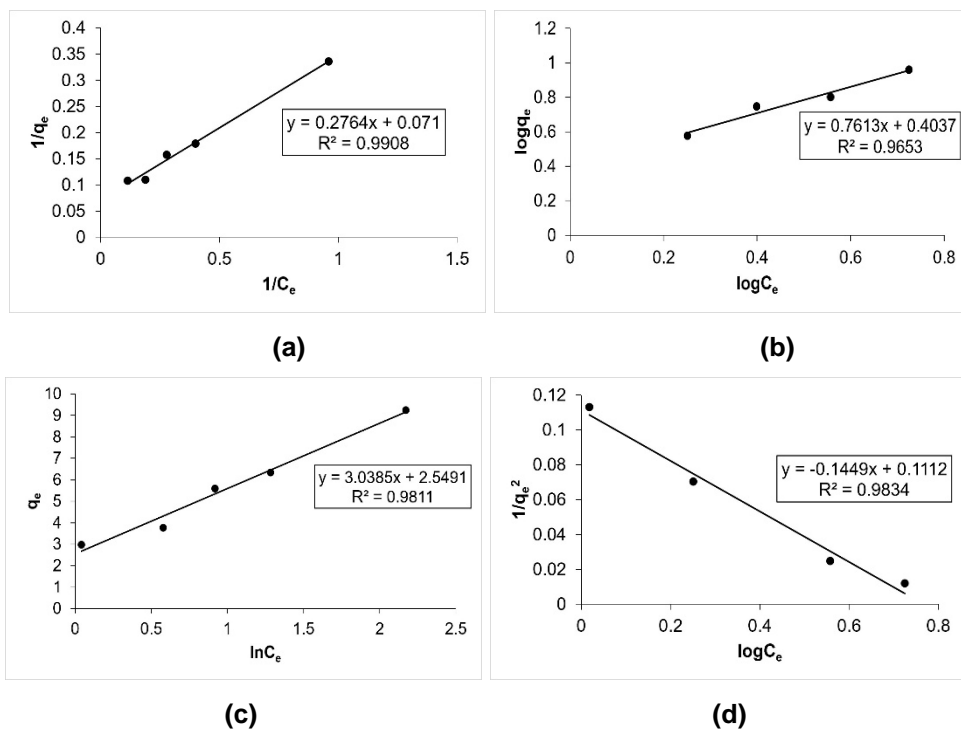 0.4
0.35
0.3
0.25
0.2
0.15
0.1
0.05
0
1/qₑ
y = 0.2764x + 0.071
R² = 0.9908
0 0.5 1 1.5
1/Cₑ
(a)
1.2
1
0.8
0.6
0.4
0.2
0
logqₑ
y = 0.7613x + 0.4037
R² = 0.9653
0 0.2 0.4 0.6 0.8
logCₑ
(b)
10
9
8
7
6
5
4
3
2
1
0
qₑ
y = 3.0385x + 2.5491
R² = 0.9811
0 0.5 1 1.5 2 2.5
lnCₑ
(c)
0.12
0.1
0.08
0.06
0.04
0.02
0
1/qₑ²
y = -0.1449x + 0.1112
R² = 0.9834
0 0.2 0.4 0.6 0.8
logCₑ
(d)